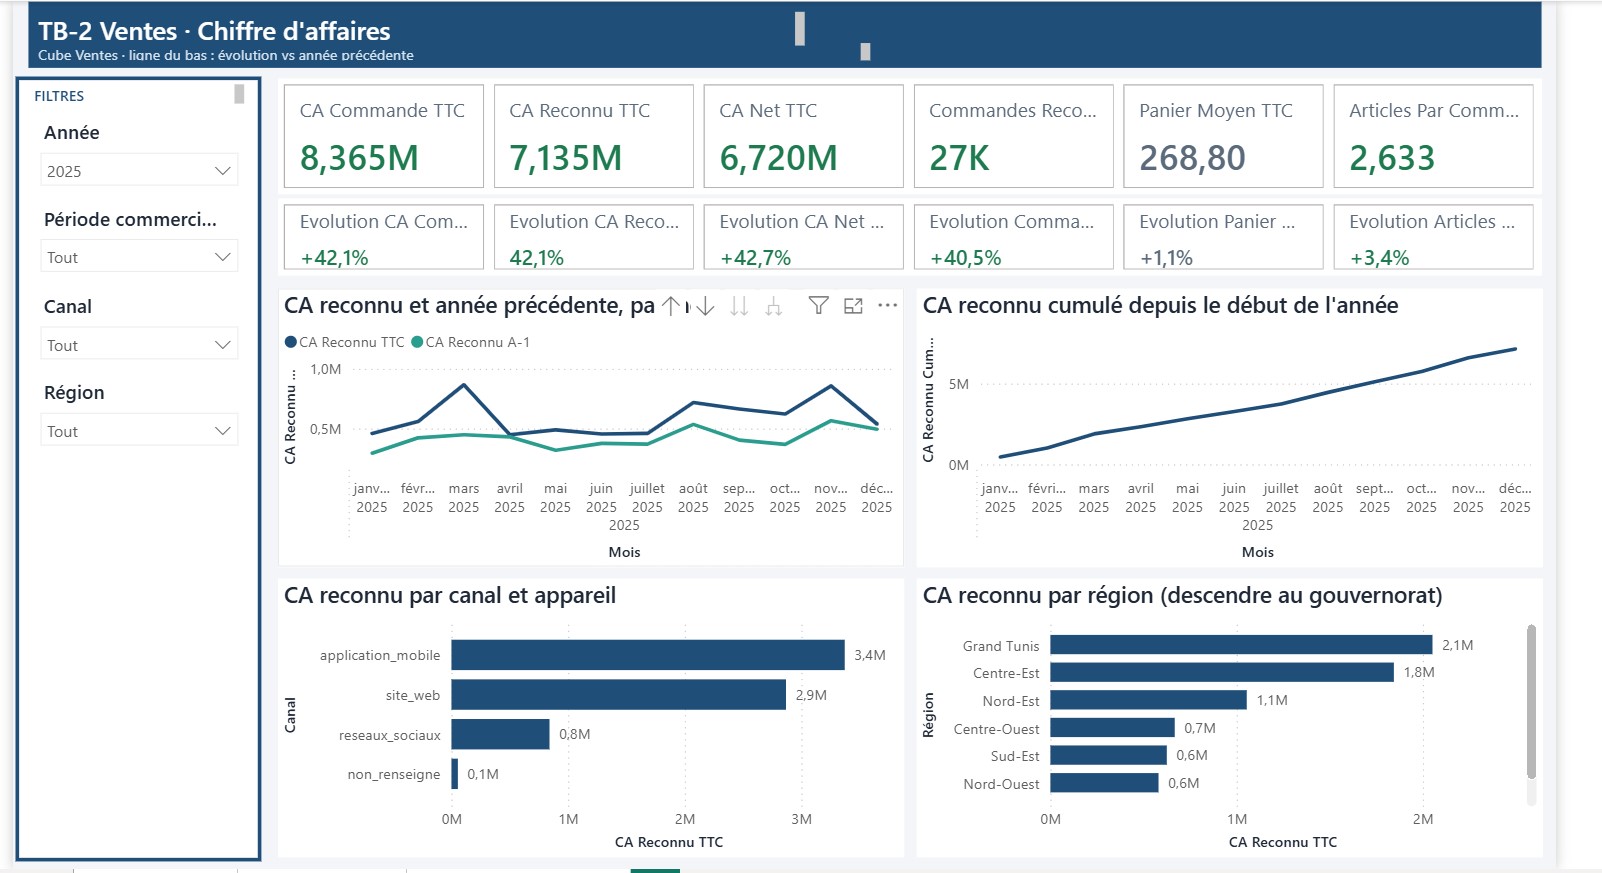 TB-2 Ventes · Chiffre d'affaires
Cube Ventes · ligne du bas : évolution vs année précédente
FILTRES
Année
2025
Période commerci...
Tout
Canal
Tout
Région
Tout
CA Commande TTC
8,365M
CA Reconnu TTC
7,135M
CA Net TTC
6,720M
Commandes Reco...
27K
Panier Moyen TTC
268,80
Articles Par Comm...
2,633
Evolution CA Com...
+42,1%
Evolution CA Reco...
42,1%
Evolution CA Net ...
+42,7%
Evolution Comma...
+40,5%
Evolution Panier ...
+1,1%
Evolution Articles ...
+3,4%
CA reconnu et année précédente, pa
CA Reconnu TTC CA Reconnu A-1
CA Reconnu ...
1,0M
0,5M
janv... févr... mars avril mai juin juillet août sep... oct... nov... déc...
2025 2025 2025 2025 2025 2025 2025 2025 2025 2025 2025 2025
2025
Mois
CA reconnu cumulé depuis le début de l'année
CA Reconnu Cum...
5M
0M
janv... févri... mars avril mai juin juillet août sept... oct... nov... déc...
2025 2025 2025 2025 2025 2025 2025 2025 2025 2025 2025 2025
2025
Mois
CA reconnu par canal et appareil
Canal
application_mobile 3,4M
site_web 2,9M
reseaux_sociaux 0,8M
non_renseigne 0,1M
0M 1M 2M 3M
CA Reconnu TTC
CA reconnu par région (descendre au gouvernorat)
Région
Grand Tunis 2,1M
Centre-Est 1,8M
Nord-Est 1,1M
Centre-Ouest 0,7M
Sud-Est 0,6M
Nord-Ouest 0,6M
0M 1M 2M
CA Reconnu TTC